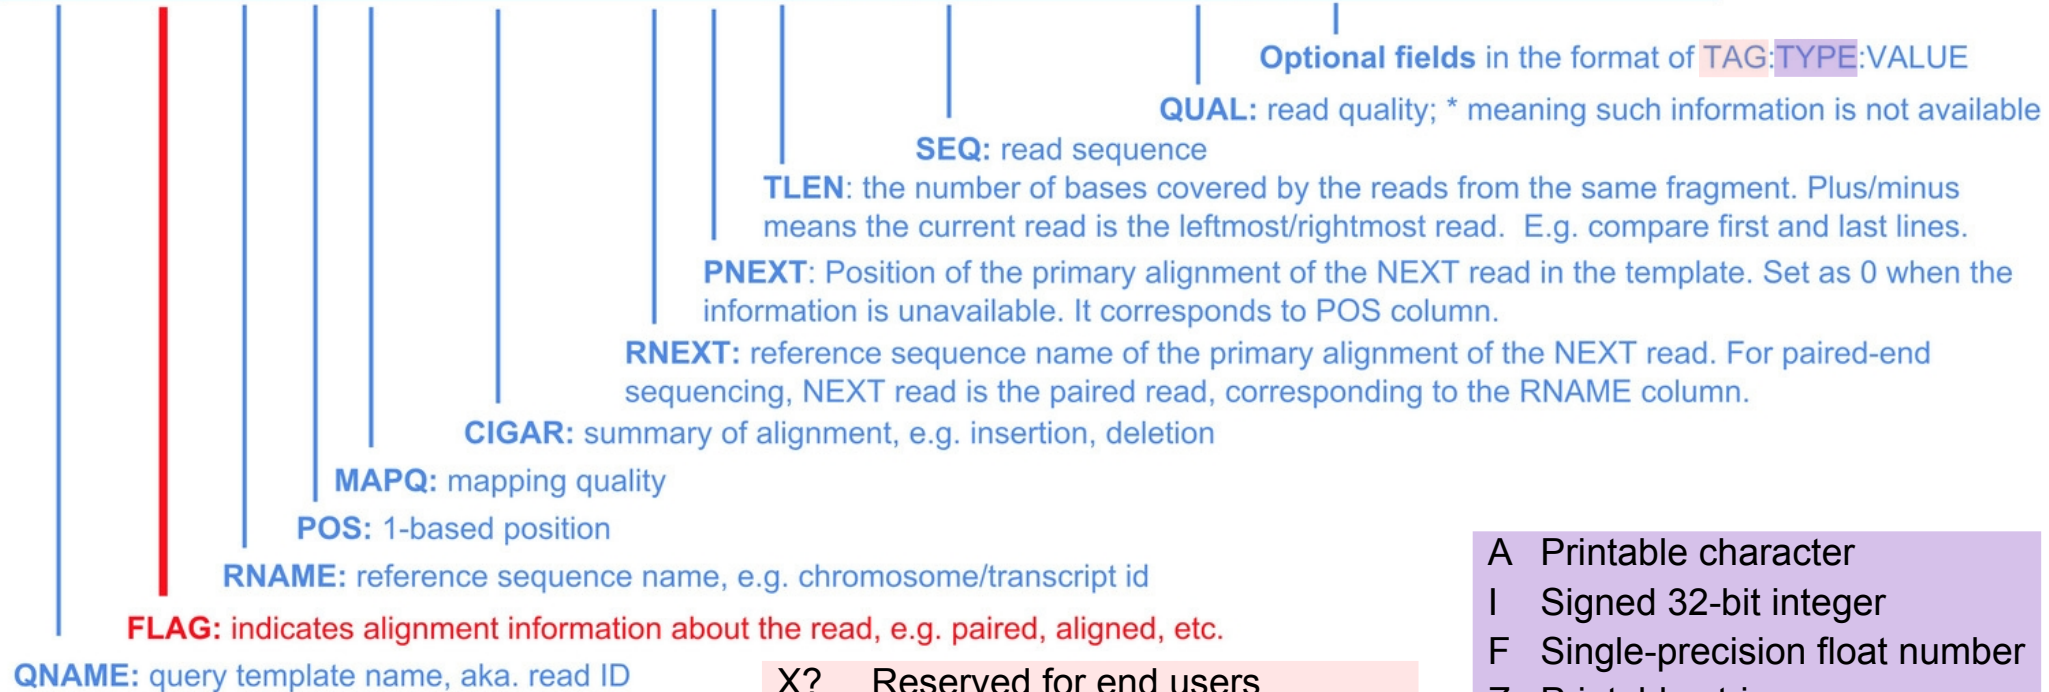 Optional fields in the format of TAG:TYPE:VALUE
QUAL: read quality; * meaning such information is not available
SEQ: read sequence
TLEN: the number of bases covered by the reads from the same fragment. Plus/minus
means the current read is the leftmost/rightmost read. E.g. compare first and last lines.
PNEXT: Position of the primary alignment of the NEXT read in the template. Set as 0 when the
information is unavailable. It corresponds to POS column.
RNEXT: reference sequence name of the primary alignment of the NEXT read. For paired-end
sequencing, NEXT read is the paired read, corresponding to the RNAME column.
CIGAR: summary of alignment, e.g. insertion, deletion
MAPQ: mapping quality
POS: 1-based position
RNAME: reference sequence name, e.g. chromosome/transcript id
FLAG: indicates alignment information about the read, e.g. paired, aligned, etc.
QNAME: query template name, aka. read ID
X? Reserved for end users
A Printable character
I Signed 32-bit integer
F Single-precision float number